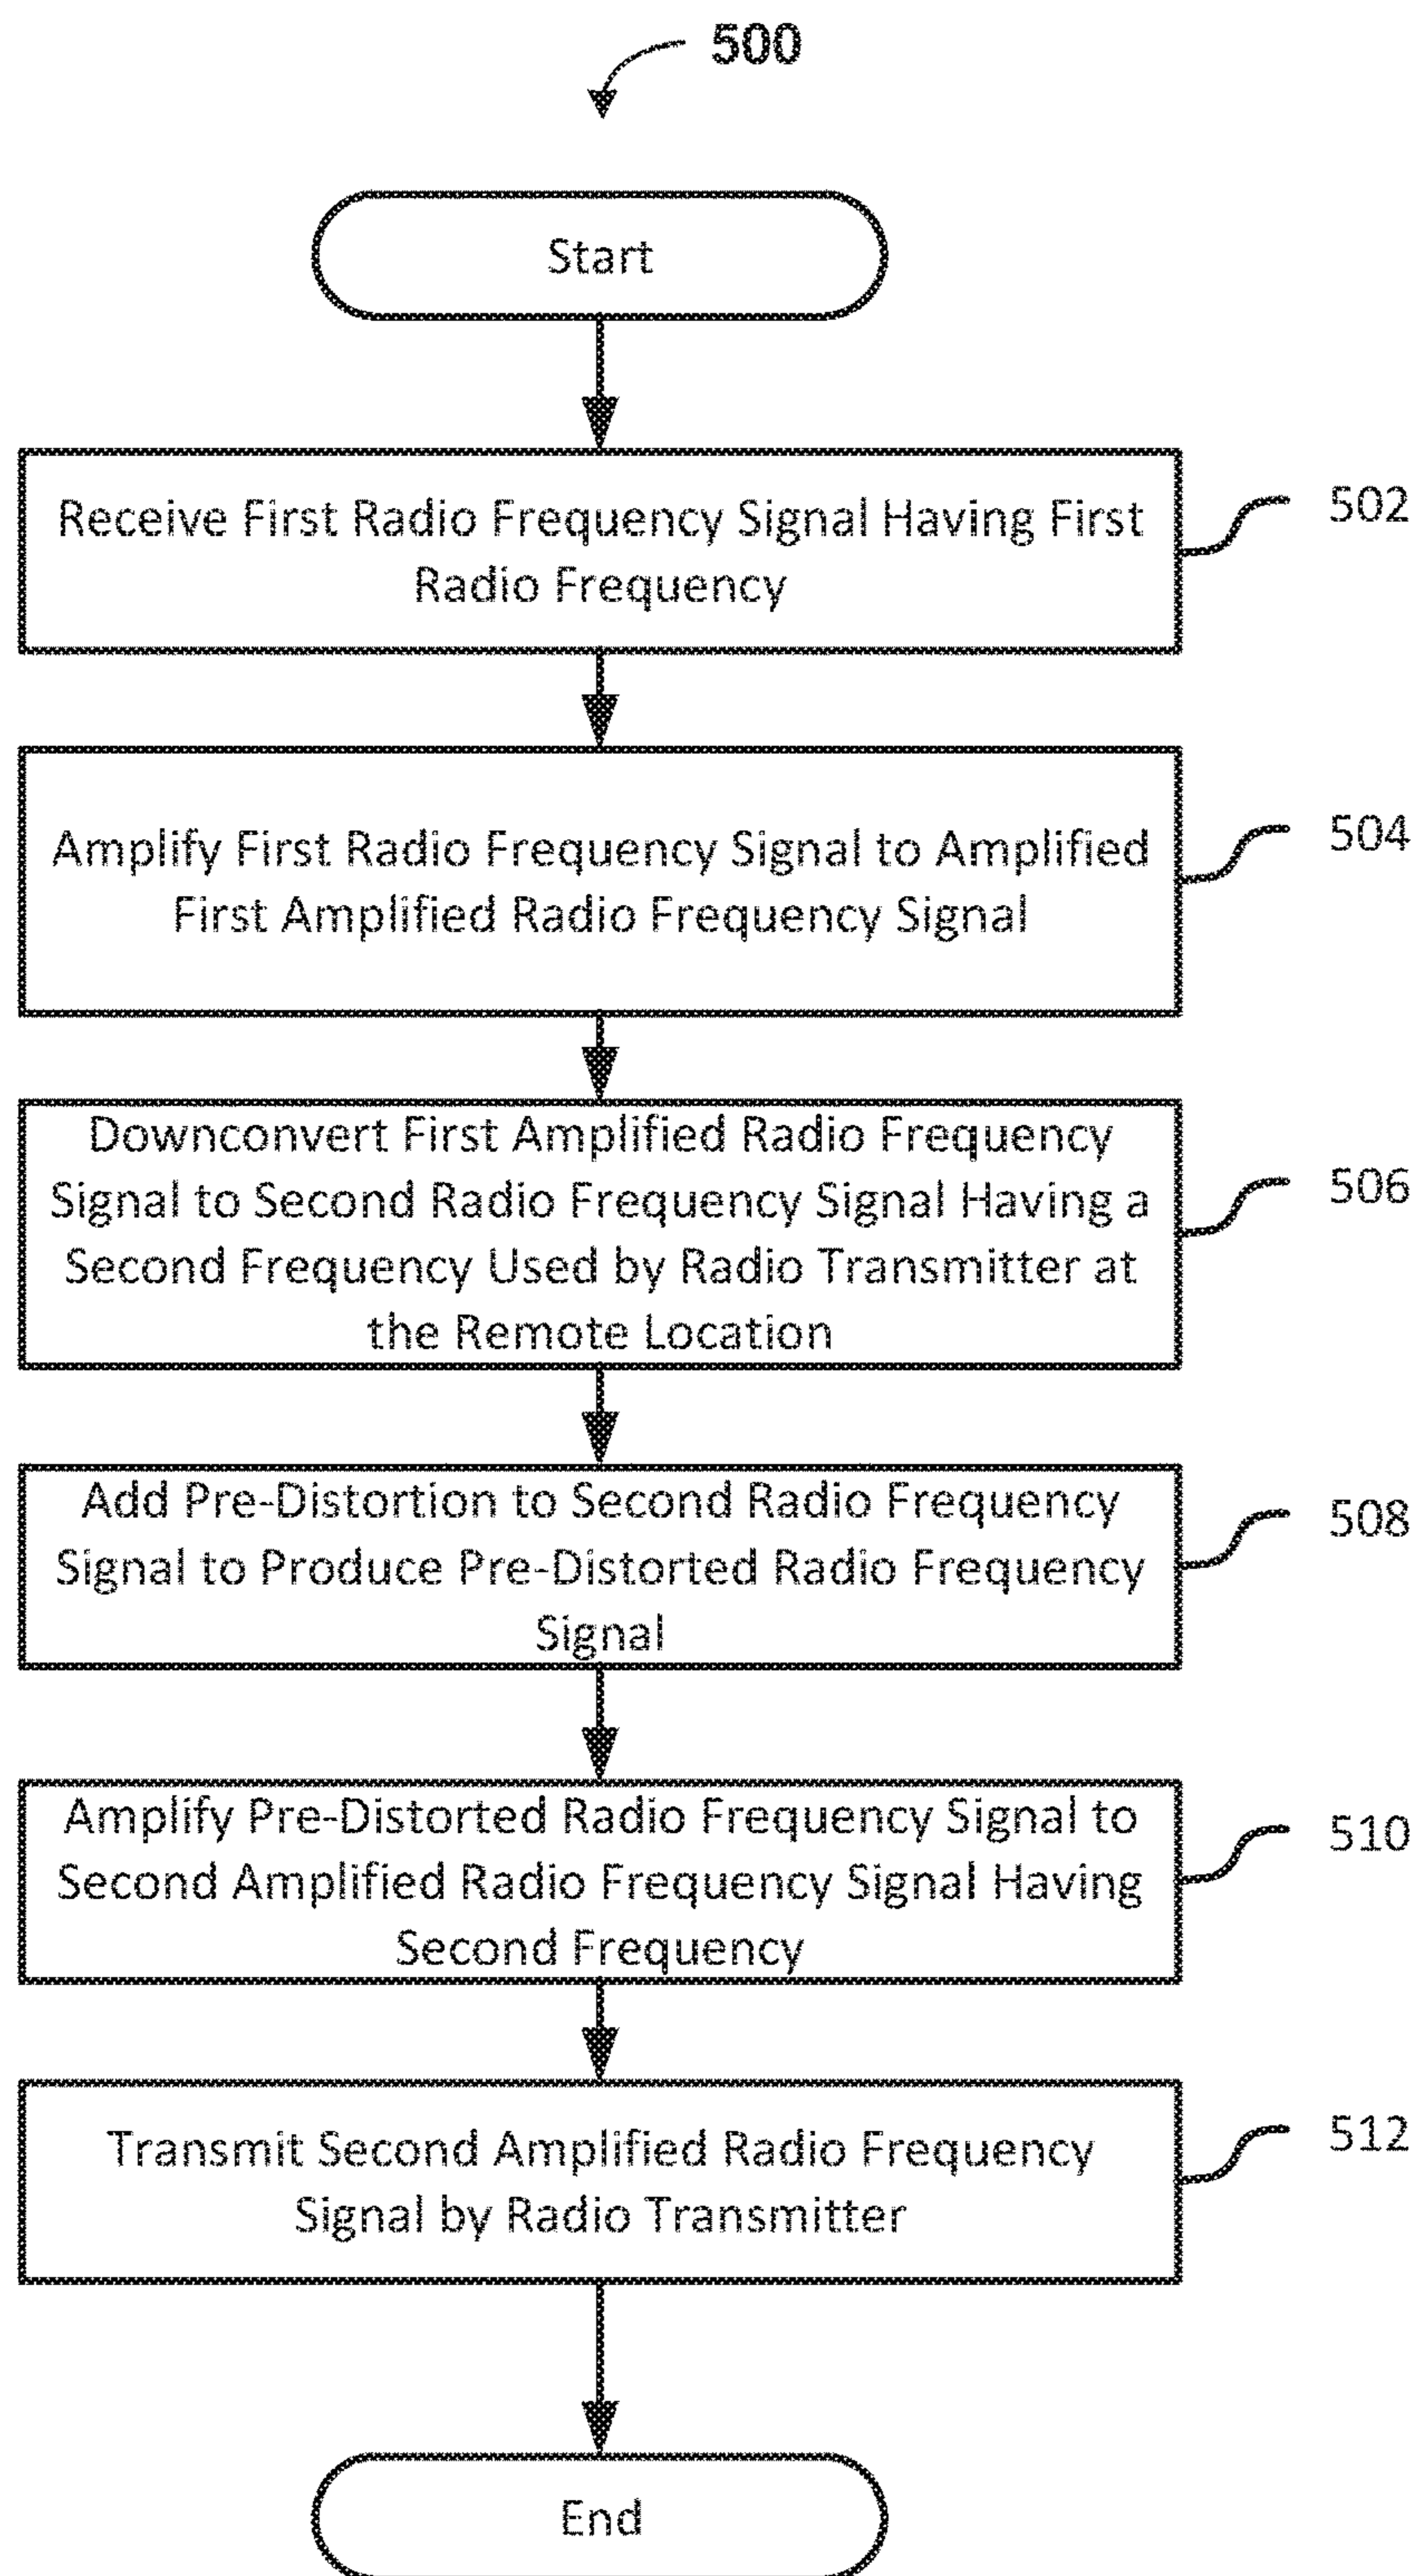 500
Start
Receive First Radio Frequency Signal Having First
Radio Frequency
502
Amplify First Radio Frequency Signal to Amplified
First Amplified Radio Frequency Signal
504
Downconvert First Amplified Radio Frequency
Signal to Second Radio Frequency Signal Having a
Second Frequency Used by Radio Transmitter at
the Remote Location
506
Add Pre-Distortion to Second Radio Frequency
Signal to Produce Pre-Distorted Radio Frequency
Signal
508
Amplify Pre-Distorted Radio Frequency Signal to
Second Amplified Radio Frequency Signal Having
Second Frequency
510
Transmit Second Amplified Radio Frequency
Signal by Radio Transmitter
512
End